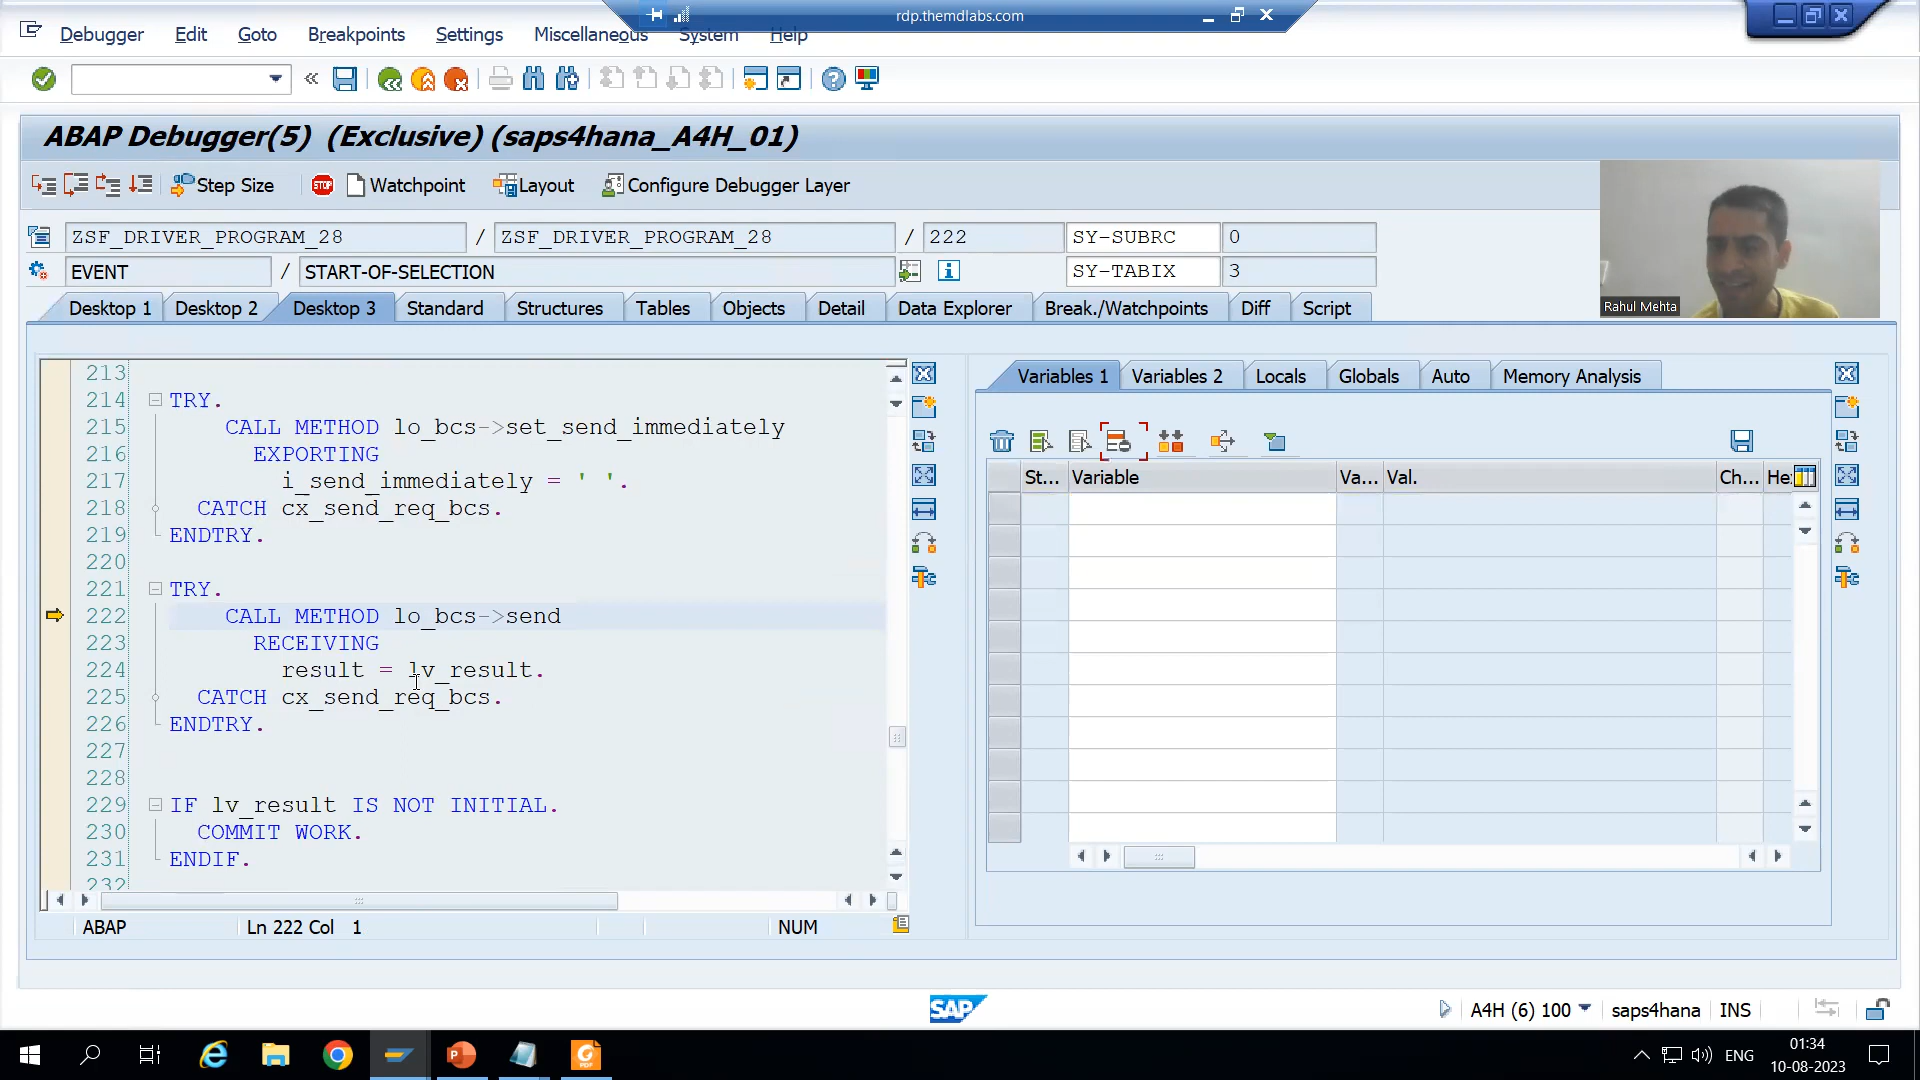 rdp.themdlabs.com
Debugger Edit Goto Breakpoints Settings Miscellaneous System Help
ABAP Debugger(5) (Exclusive) (saps4hana_A4H_01)
Step Size STOP Watchpoint Layout Configure Debugger Layer
ZSF_DRIVER_PROGRAM_28 / ZSF_DRIVER_PROGRAM_28 / 222 SY-SUBRC 0
EVENT / START-OF-SELECTION SY-TABIX 3
Rahul Mehta
Desktop 1 Desktop 2 Desktop 3 Standard Structures Tables Objects Detail Data Explorer Break./Watchpoints Diff Script
Variables 1 Variables 2 Locals Globals Auto Memory Analysis
St... Variable Va... Val. Ch... Hex
213
214 TRY.
215 CALL METHOD lo_bcs->set_send_immediately
216 EXPORTING
217 i_send_immediately = ' '.
218 CATCH cx_send_req_bcs.
219 ENDTRY.
220
221 TRY.
222 CALL METHOD lo_bcs->send
223 RECEIVING
224 result = lv_result.
225 CATCH cx_send_req_bcs.
226 ENDTRY.
227
228
229 IF lv_result IS NOT INITIAL.
230 COMMIT WORK.
231 ENDIF.
232
ABAP Ln 222 Col 1 NUM
SAP A4H (6) 100 saps4hana INS
ENG 01:34
10-08-2023